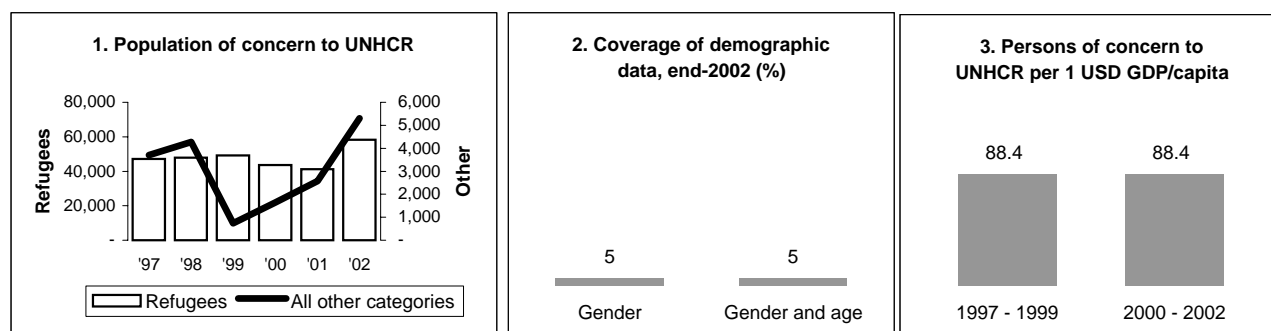 1. Population of concern to UNHCR
80,000
60,000
40,000
20,000
-
Refugees
6,000
5,000
4,000
3,000
2,000
1,000
-
Other
'97 '98 '99 '00 '01 '02
Refugees All other categories
2. Coverage of demographic
data, end-2002 (%)
5 5
Gender Gender and age
3. Persons of concern to
UNHCR per 1 USD GDP/capita
88.4 88.4
1997 - 1999 2000 - 2002